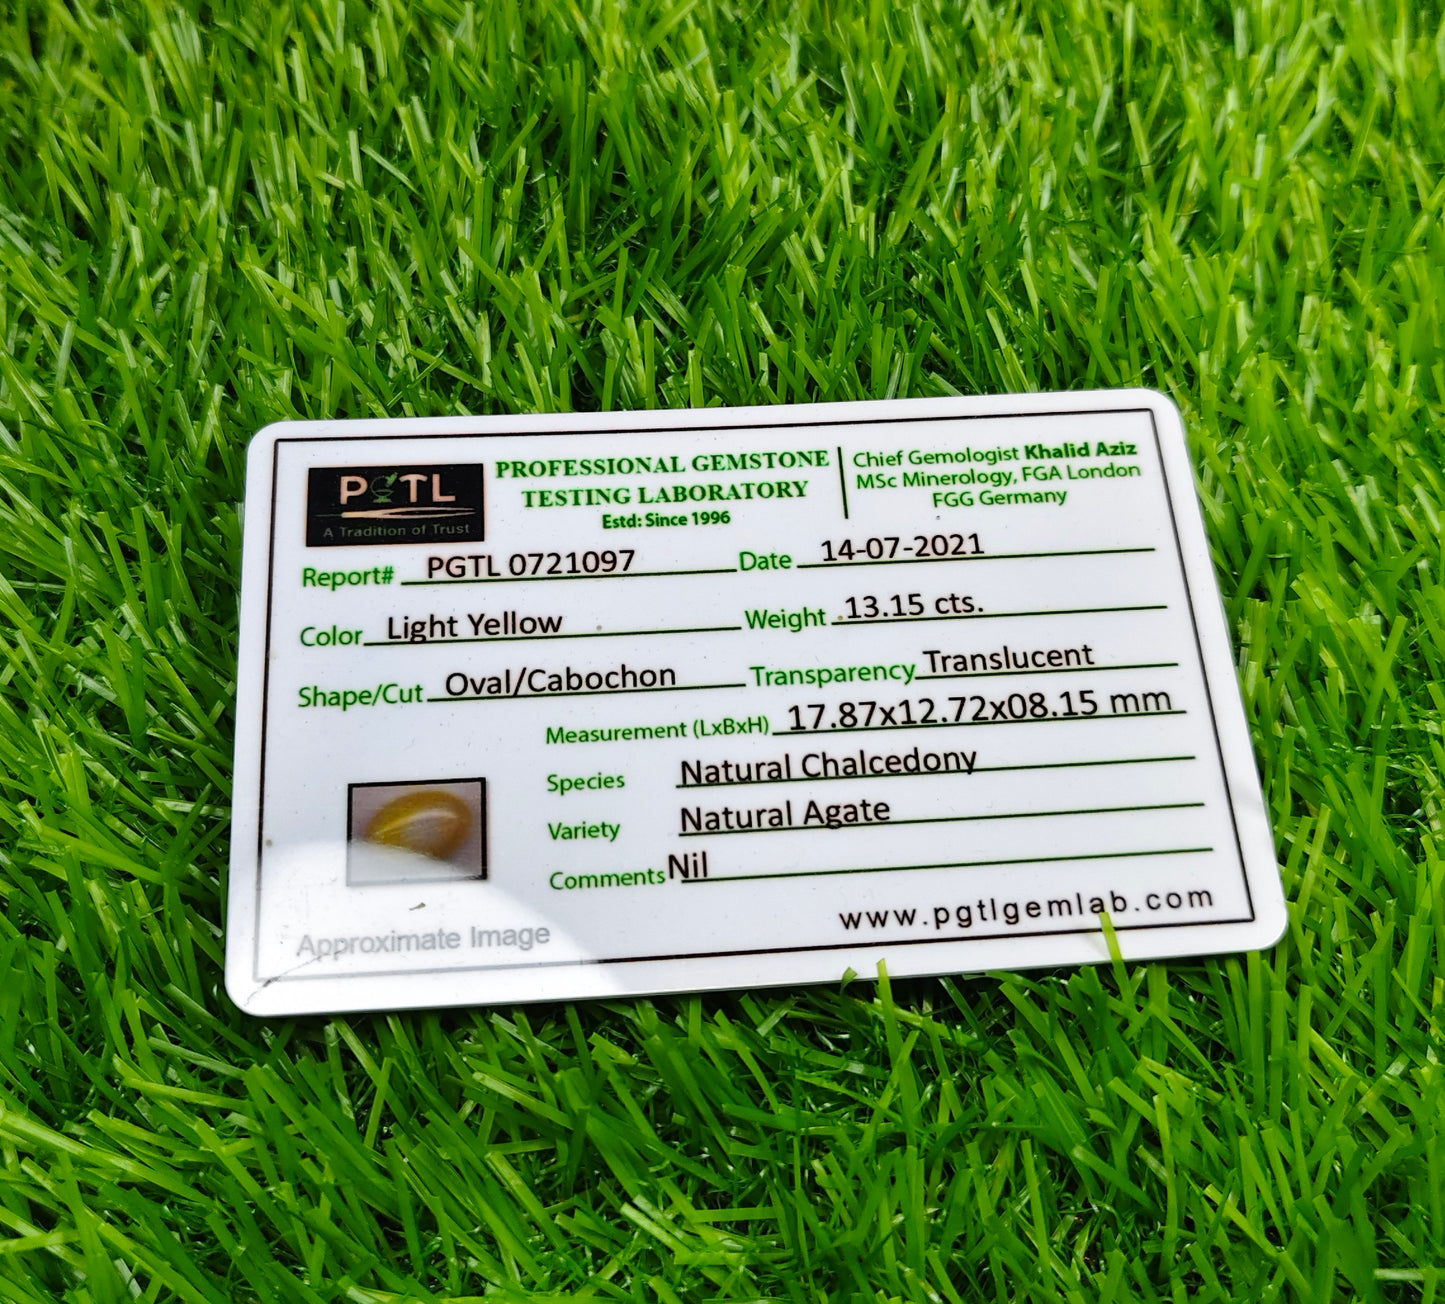 PGTL
A Tradition of Trust
PROFESSIONAL GEMSTONE
TESTING LABORATORY
Estd: Since 1996
Chief Gemologist Khalid Aziz
MSc Minerology, FGA London
FGG Germany
Report# PGTL 0721097 Date 14-07-2021
Color Light Yellow Weight 13.15 cts.
Shape/Cut Oval/Cabochon Transparency Translucent
Measurement (LxBxH) 17.87x12.72x08.15 mm
Species Natural Chalcedony
Variety Natural Agate
Comments Nil
Approximate Image
www.pgtlgemlab.com